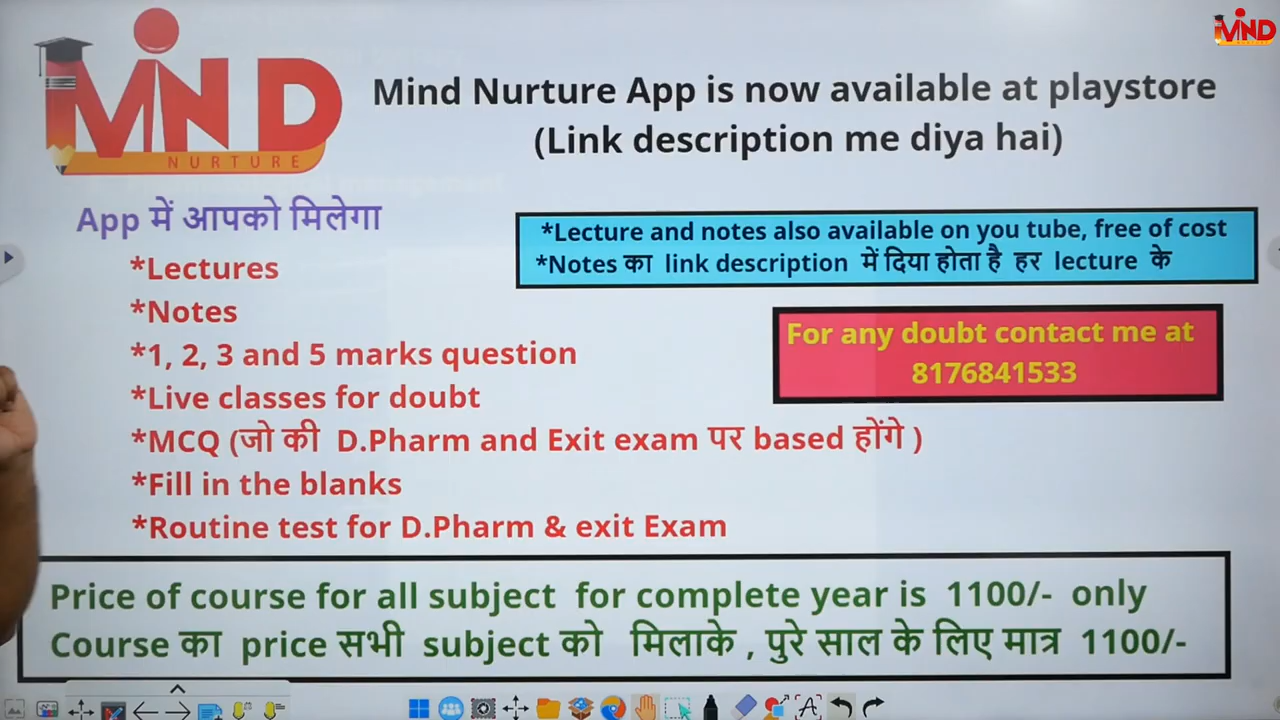 MIND
NURTURE
MIND
NURTURE
Mind Nurture App is now available at playstore
(Link description me diya hai)
App में आपको मिलेगा
*Lectures
*Notes
*1, 2, 3 and 5 marks question
*Live classes for doubt
*MCQ (जो की D.Pharm and Exit exam पर based होंगे )
*Fill in the blanks
*Routine test for D.Pharm & exit Exam
*Lecture and notes also available on you tube, free of cost
*Notes का link description में दिया होता है हर lecture के
For any doubt contact me at
8176841533
Price of course for all subject for complete year is 1100/- only
Course का price सभी subject को मिलाके , पुरे साल के लिए मात्र 1100/-